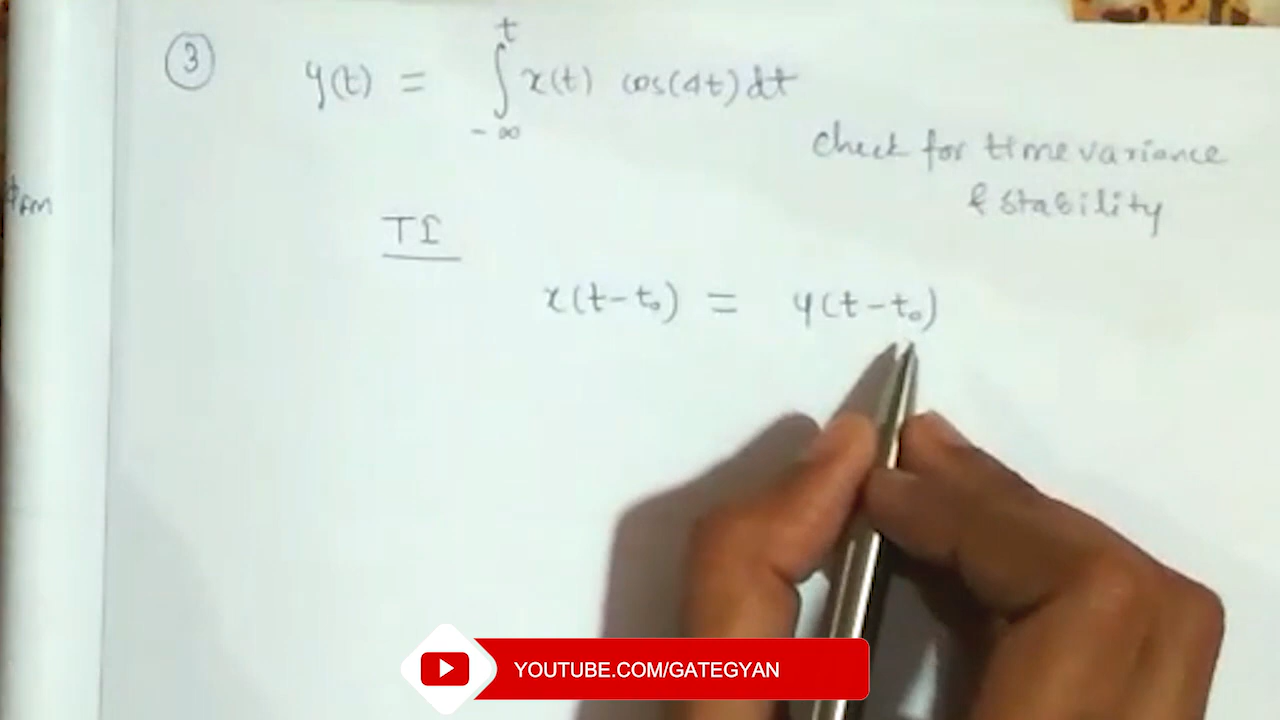 ③ y(t) = ∫_{-∞}^{t} x(t) cos(4t) dt
Check for time variance
& stability
TI
x(t-t₀) = y(t-t₀)
YOUTUBE.COM/GATEGYAN